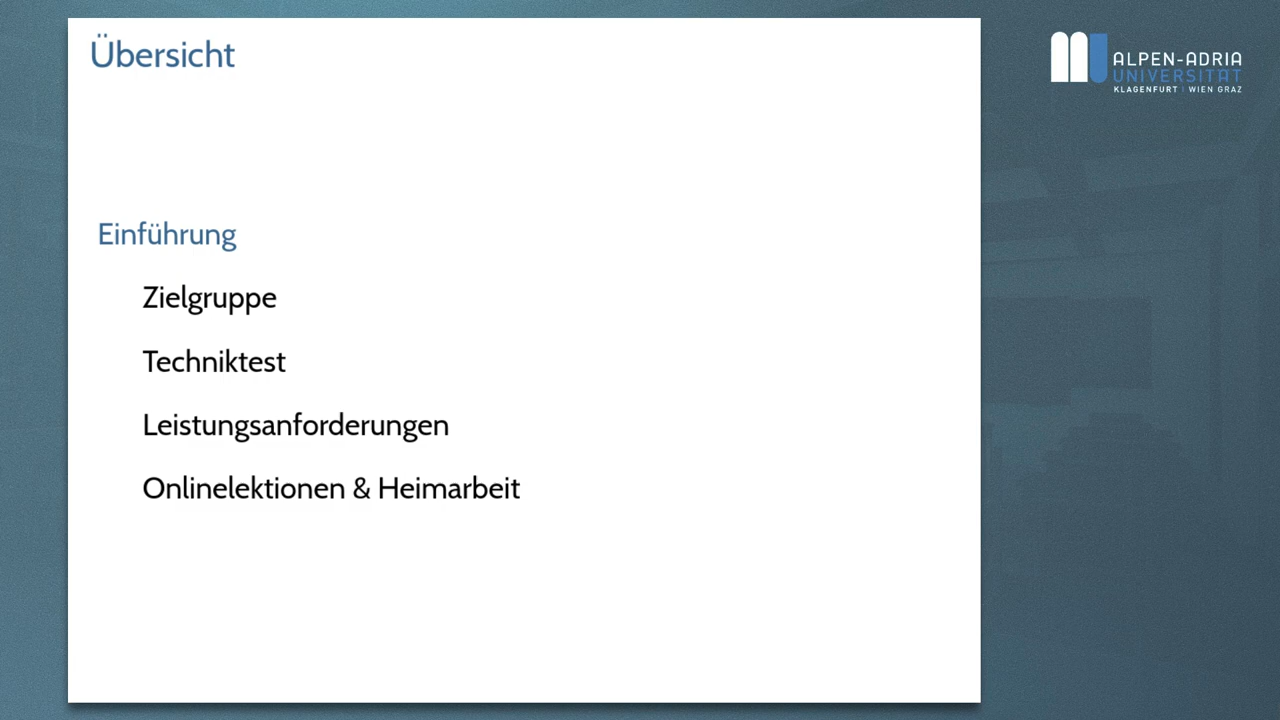 Übersicht
ALPEN-ADRIA
UNIVERSITÄT
KLAGENFURT | WIEN GRAZ
Einführung
Zielgruppe
Techniktest
Leistungsanforderungen
Onlinelektionen & Heimarbeit